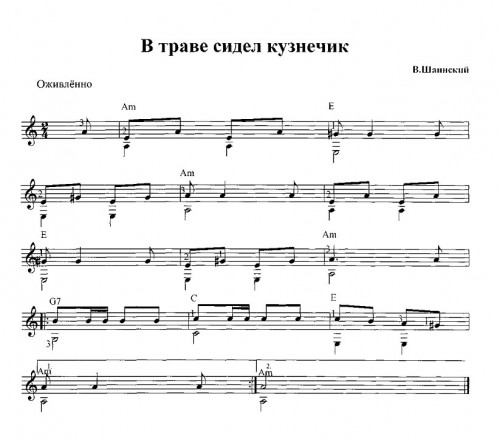 В траве сидел кузнечик
В.Шаинский
Оживлённо
Am E
Am
E Am
G7 C E
Am Am